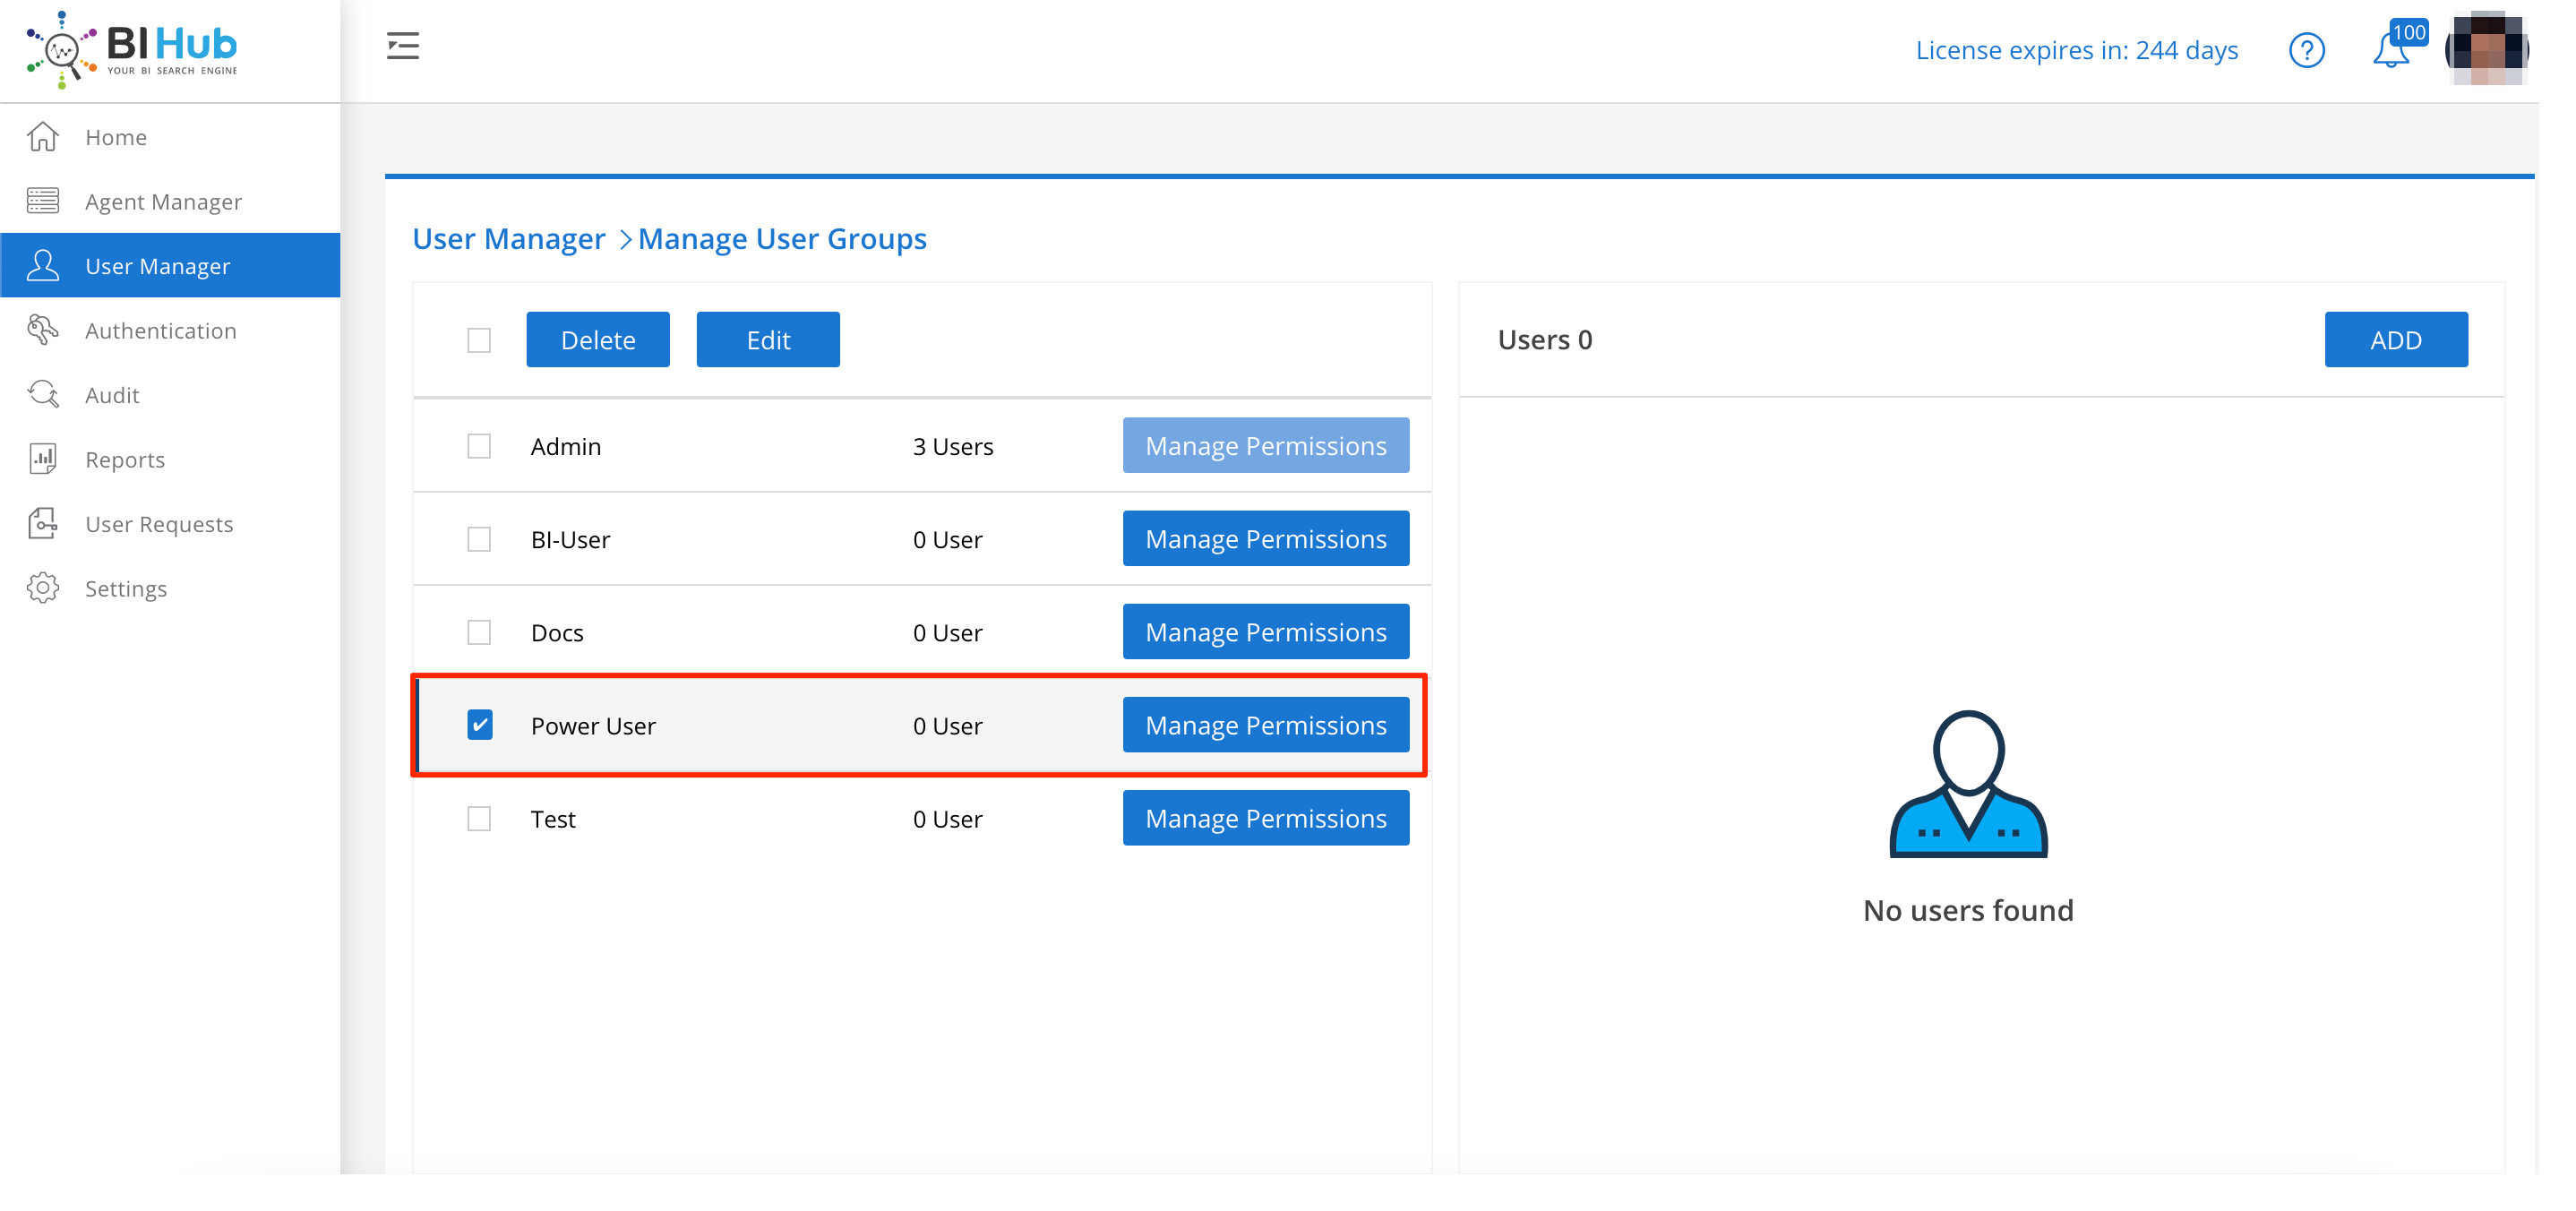 BI Hub
YOUR BI SEARCH ENGINE
License expires in: 244 days
?
100
Home
Agent Manager
User Manager
Authentication
Audit
Reports
User Requests
Settings
User Manager > Manage User Groups
Delete Edit
Admin 3 Users Manage Permissions
BI-User 0 User Manage Permissions
Docs 0 User Manage Permissions
Power User 0 User Manage Permissions
Test 0 User Manage Permissions
Users 0 ADD
No users found